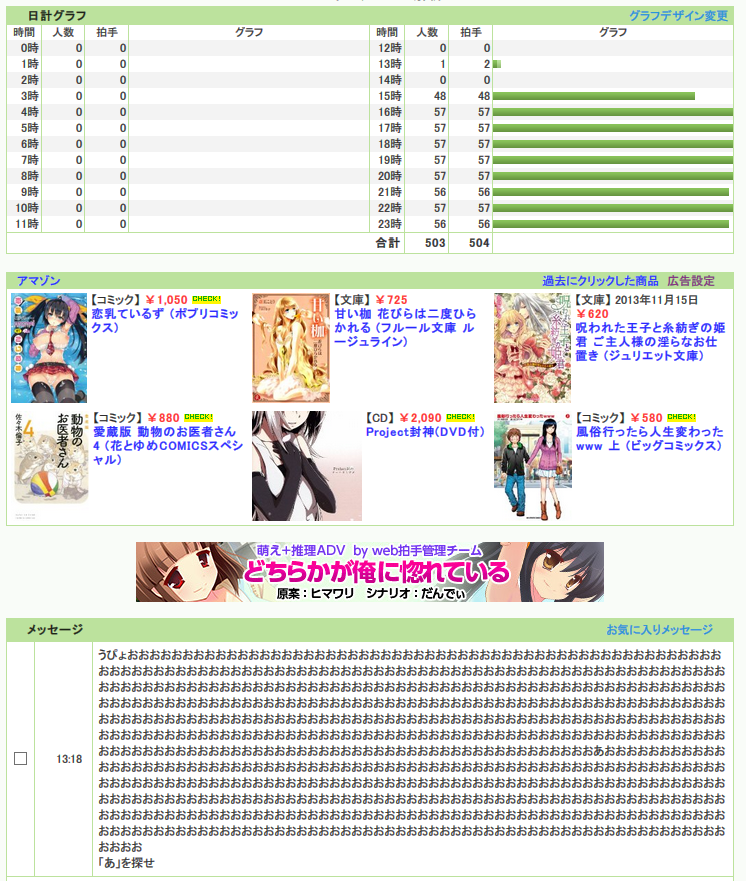 日計グラフ グラフデザイン変更
時間 人数 拍手 グラフ 時間 人数 拍手 グラフ
0時 0 0 12時 0 0
1時 0 0 13時 1 2
2時 0 0 14時 0 0
3時 0 0 15時 48 48
4時 0 0 16時 57 57
5時 0 0 17時 57 57
6時 0 0 18時 57 57
7時 0 0 19時 57 57
8時 0 0 20時 57 57
9時 0 0 21時 56 56
10時 0 0 22時 57 57
11時 0 0 23時 56 56
合計 503 504
アマゾン 過去にクリックした商品 広告設定
【コミック】 ￥1,050 CHECK!
恋乳ているず (ポプリコミッ
クス)
【文庫】 ￥725
甘い枷 花びらは二度ひら
かれる (フルール文庫 ル
ージュライン)
【文庫】 2013年11月15日
￥620
呪われた王子と糸紡ぎの姫
君 ご主人様の淫らなお仕
置き (ジュリエット文庫)
【コミック】 ￥880 CHECK!
愛蔵版 動物のお医者さん
4 (花とゆめCOMICSスペシ
ャル)
【CD】 ￥2,090 CHECK!
Project封神(DVD付)
【コミック】 ￥580 CHECK!
風俗行ったら人生変わった
www 上 (ビッグコミックス)
甘い枷
動物の
お医者さん
佐々木倫子
4
萌え+推理ADV by web拍手管理チーム
どちらかが俺に惚れている
原案：ヒマワリ シナリオ：だんでぃ
メッセージ お気に入りメッセージ
13:18
うぴょおおおおおおおおおおおおおおおおおおおおおおおおおおおおおおおおおおおおおおおおおおおおおおおおおおおおおお
おおおおおおおおおおおおおおおおおおおおおおおおおおおおおおおおおおおおおおおおおおおおおおおおおおおおおおおおお
おおおおおおおおおおおおおおおおおおおおおおおおおおおおおおおおおおおおおおおおおおおおおおおおおおおおおおおおお
おおおおおおおおおおおおおおおおおおおおおおおおおおおおおおおおおおおおおおおおおおおおおおおおおおおおおおおおお
おおおおおおおおおおおおおおおおおおおおおおおおおおおおおおおおおおおおおおおおおおおおおおおおおおおおおおおおお
おおおおおおおおおおおおおおおおおおおおおおおおおおおおおおおおおおおおおおおおおおおおおおおおおおおおおおおおお
おおおおおおおおおおおおおおおおおおおおおおおおおおおおおおおおおおおおおおおおおおおおおあおおおおおおおおおおお
おおおおおおおおおおおおおおおおおおおおおおおおおおおおおおおおおおおおおおおおおおおおおおおおおおおおおおおおお
おおおおおおおおおおおおおおおおおおおおおおおおおおおおおおおおおおおおおおおおおおおおおおおおおおおおおおおおお
おおおおおおおおおおおおおおおおおおおおおおおおおおおおおおおおおおおおおおおおおおおおおおおおおおおおおおおおお
おおおおおおおおおおおおおおおおおおおおおおおおおおおおおおおおおおおおおおおおおおおおおおおおおおおおおおおおお
おおおおおおおおおおおおおおおおおおおおおおおおおおおおおおおおおおおおおおおおおおおおおおおおおおおおおおおおお
おおおお
「あ」を探せ